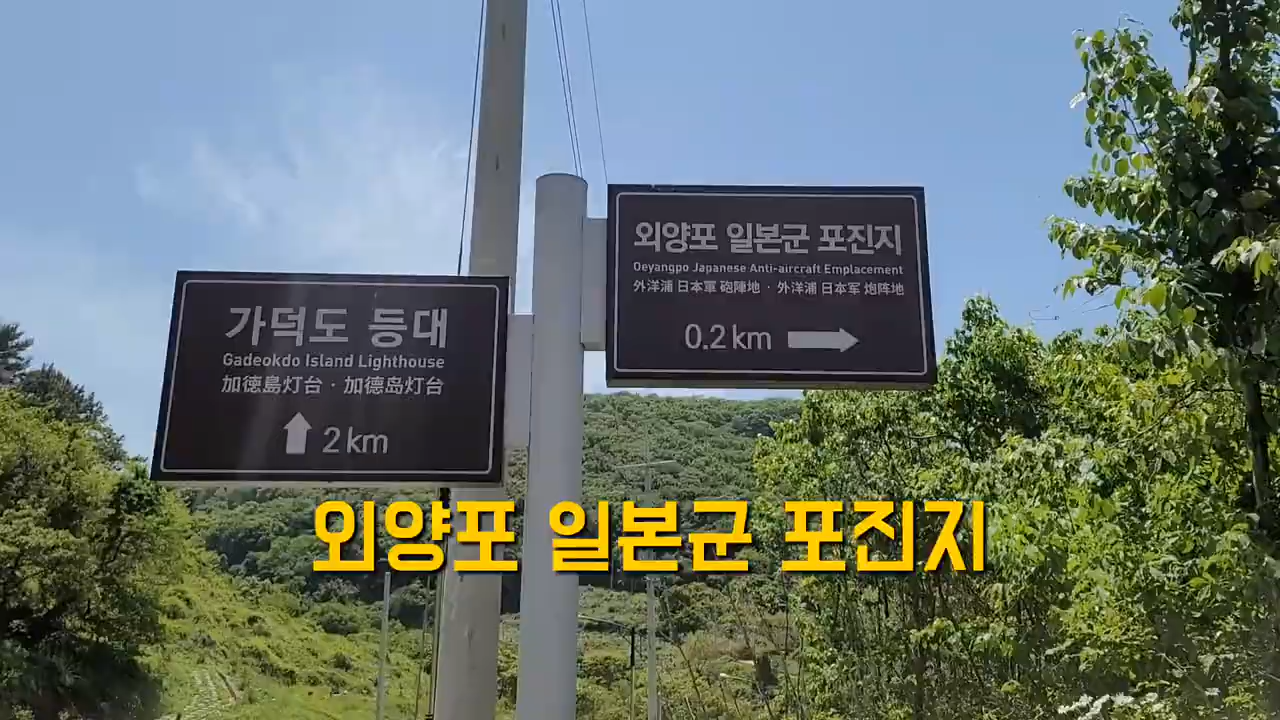 가덕도 등대
Gadeokdo Island Lighthouse
加徳島灯台 · 加德岛灯台
2 km
외양포 일본군 포진지
Oeyangpo Japanese Anti-aircraft Emplacement
外洋浦 日本軍 砲陣地 · 外洋浦 日本军 炮阵地
0.2 km
외양포 일본군 포진지